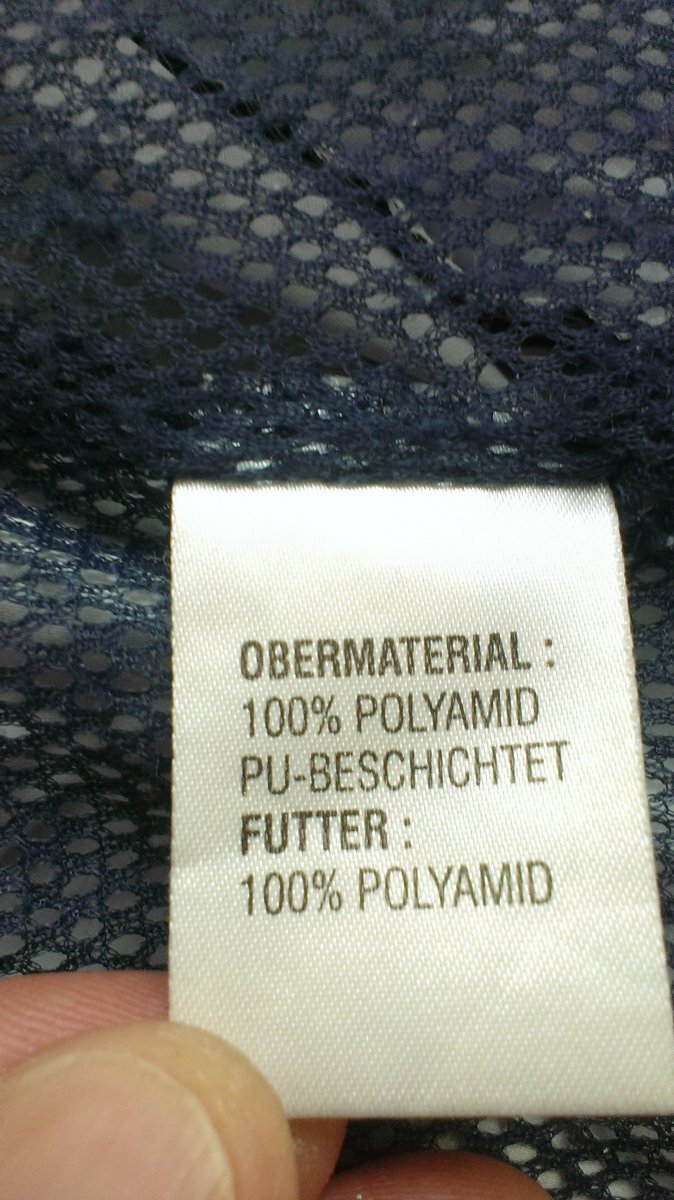 OBERMATERIAL :
100% POLYAMID
PU-BESCHICHTET
FUTTER :
100% POLYAMID